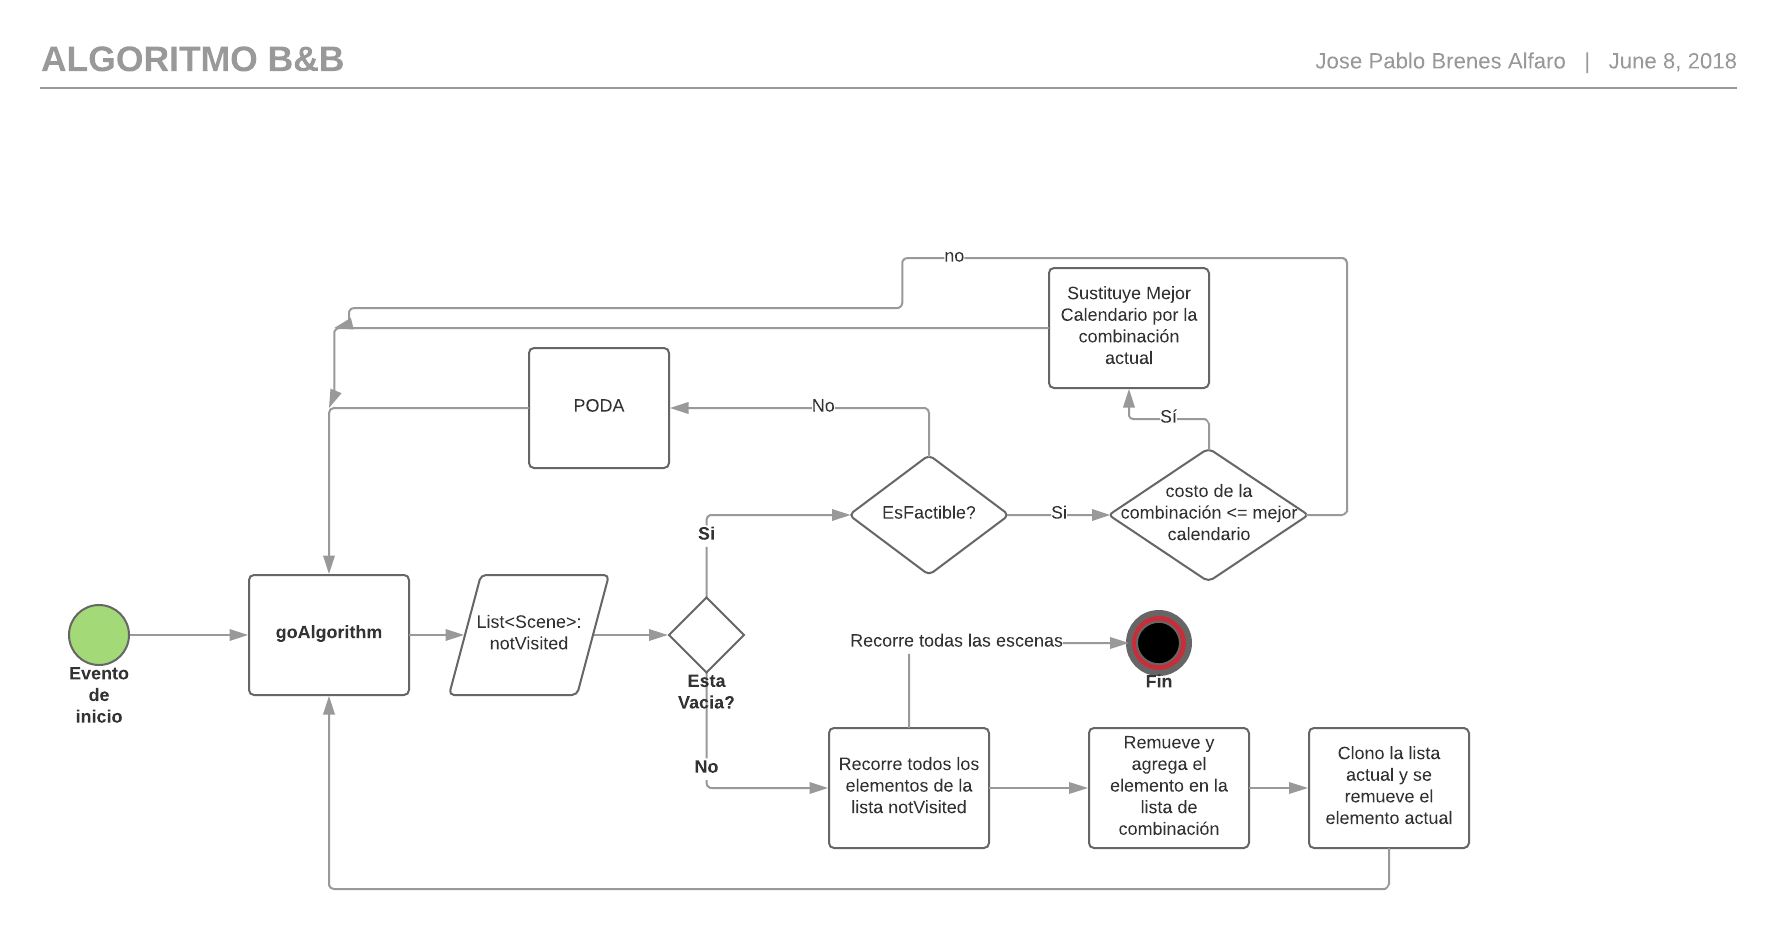 ALGORITMO B&B
Jose Pablo Brenes Alfaro | June 8, 2018
no
Sustituye Mejor
Calendario por la
combinación
actual
PODA
No
Sí
EsFactible?
Si
costo de la
combinación <= mejor
calendario
Si
goAlgorithm
List<Scene>:
notVisited
Evento
de
inicio
Esta
Vacia?
Recorre todas las escenas
Fin
No
Recorre todos los
elementos de la
lista notVisited
Remueve y
agrega el
elemento en la
lista de
combinación
Clono la lista
actual y se
remueve el
elemento actual